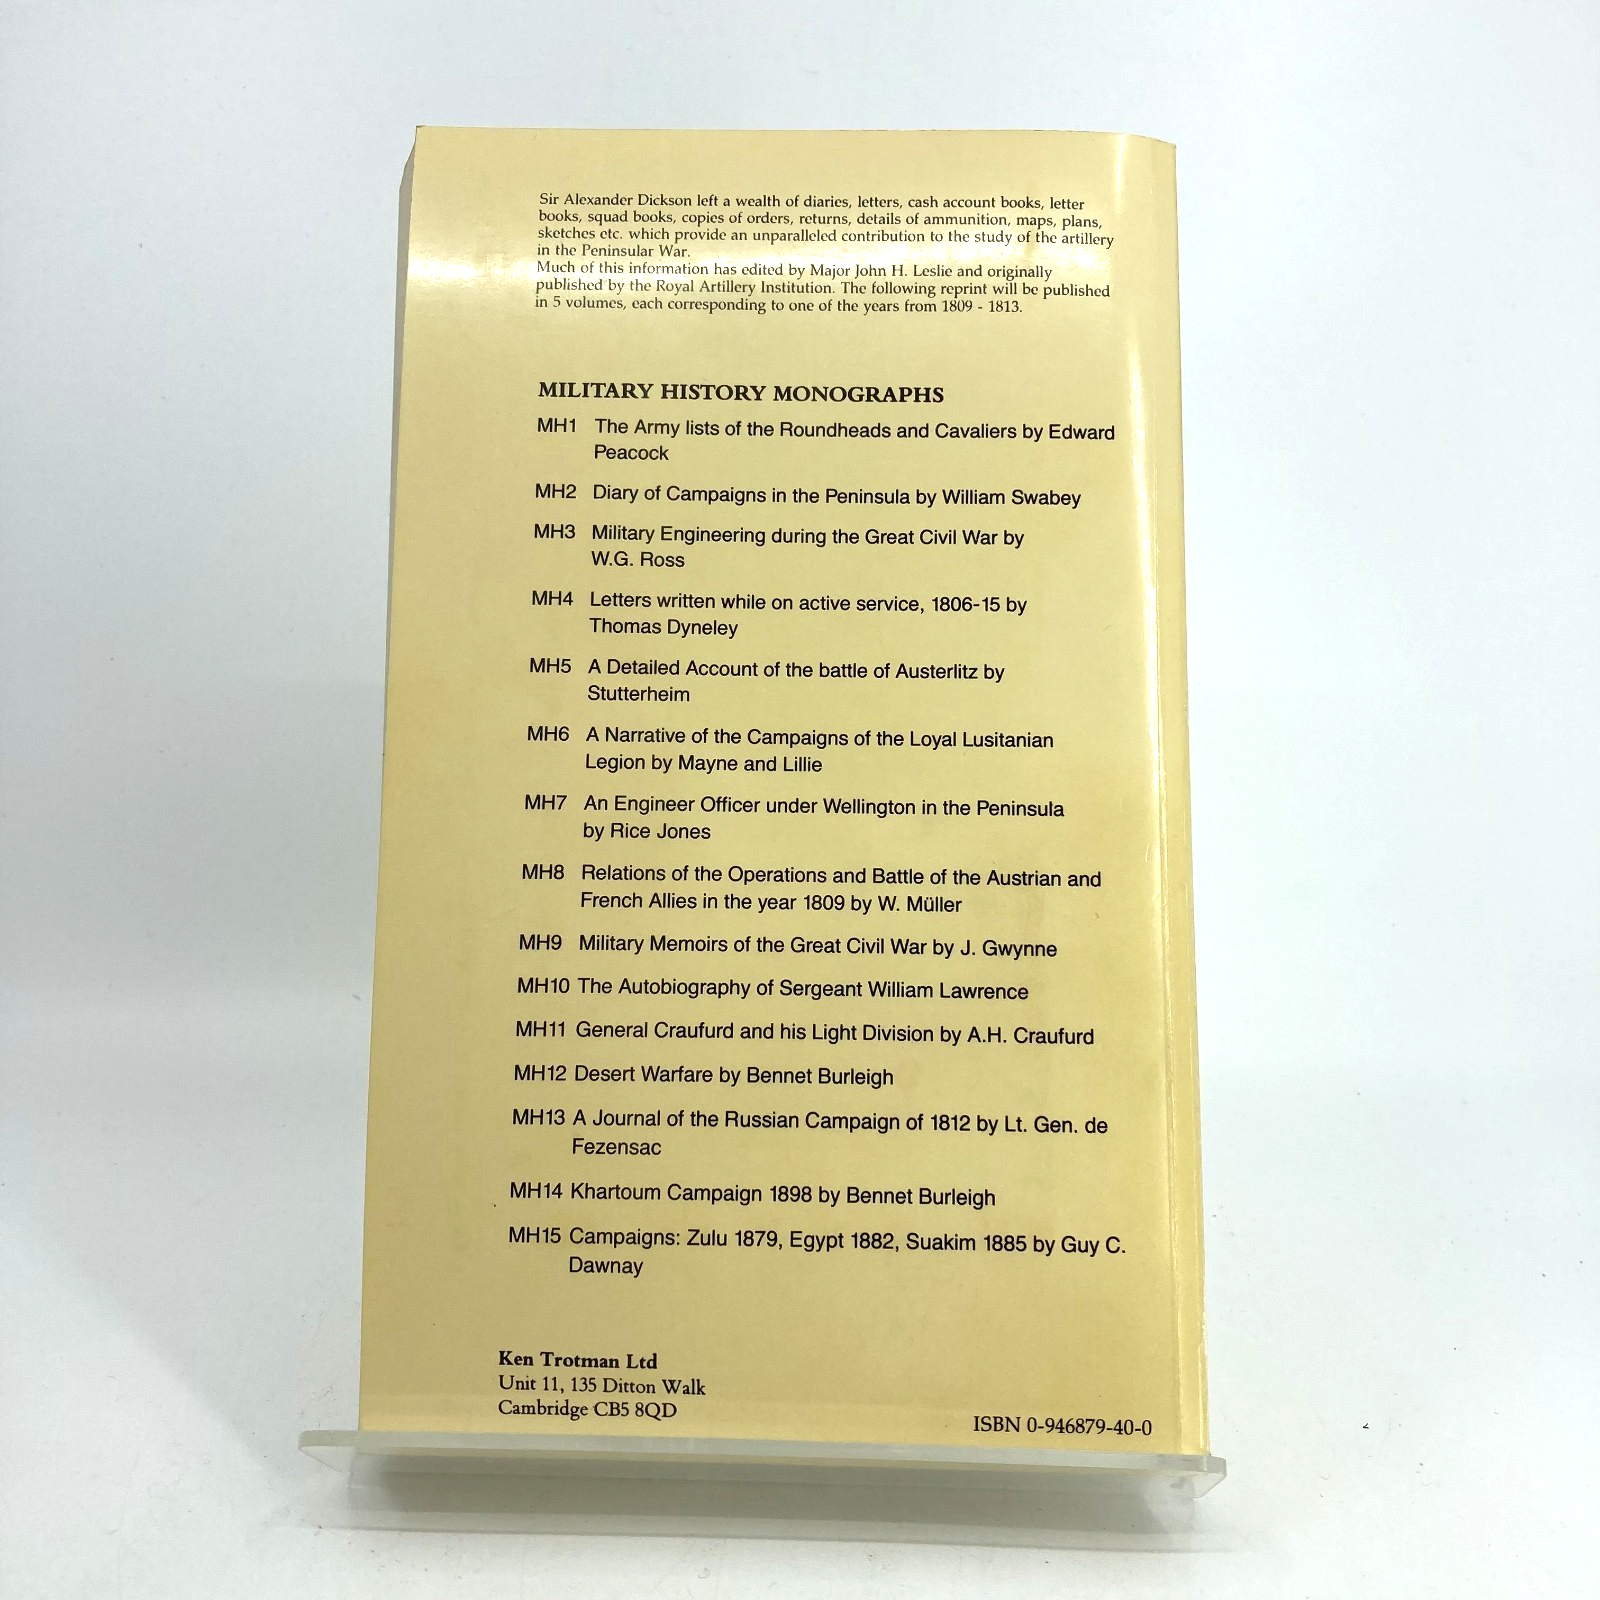 Sir Alexander Dickson left a wealth of diaries, letters, cash account books, letter
books, squad books, copies of orders, returns, details of ammunition, maps, plans,
sketches etc. which provide an unparalleled contribution to the study of the artillery
in the Peninsular War.
Much of this information has edited by Major John H. Leslie and originally
published by the Royal Artillery Institution. The following reprint will be published
in 5 volumes, each corresponding to one of the years from 1809 - 1813.
MILITARY HISTORY MONOGRAPHS
MH1 The Army lists of the Roundheads and Cavaliers by Edward
Peacock
MH2 Diary of Campaigns in the Peninsula by William Swabey
MH3 Military Engineering during the Great Civil War by
W.G. Ross
MH4 Letters written while on active service, 1806-15 by
Thomas Dyneley
MH5 A Detailed Account of the battle of Austerlitz by
Stutterheim
MH6 A Narrative of the Campaigns of the Loyal Lusitanian
Legion by Mayne and Lillie
MH7 An Engineer Officer under Wellington in the Peninsula
by Rice Jones
MH8 Relations of the Operations and Battle of the Austrian and
French Allies in the year 1809 by W. Müller
MH9 Military Memoirs of the Great Civil War by J. Gwynne
MH10 The Autobiography of Sergeant William Lawrence
MH11 General Craufurd and his Light Division by A.H. Craufurd
MH12 Desert Warfare by Bennet Burleigh
MH13 A Journal of the Russian Campaign of 1812 by Lt. Gen. de
Fezensac
MH14 Khartoum Campaign 1898 by Bennet Burleigh
MH15 Campaigns: Zulu 1879, Egypt 1882, Suakim 1885 by Guy C.
Dawnay
Ken Trotman Ltd
Unit 11, 135 Ditton Walk
Cambridge CB5 8QD
ISBN 0-946879-40-0